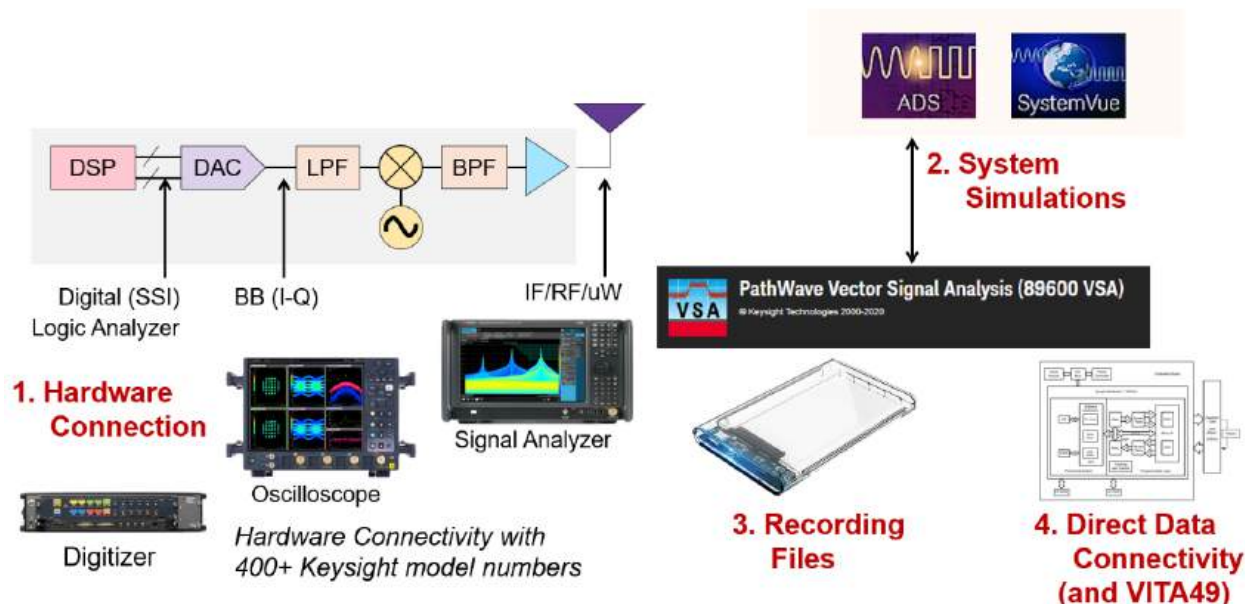 ADS
SystemVue
2. System
Simulations
DSP
DAC
LPF
BPF
Digital (SSI)
Logic Analyzer
BB (I-Q)
IF/RF/uW
1. Hardware
Connection
Oscilloscope
Signal Analyzer
Digitizer
Hardware Connectivity with
400+ Keysight model numbers
VSA
PathWave Vector Signal Analysis (89600 VSA)
© Keysight Technologies 2000-2020
3. Recording
Files
4. Direct Data
Connectivity
(and VITA49)